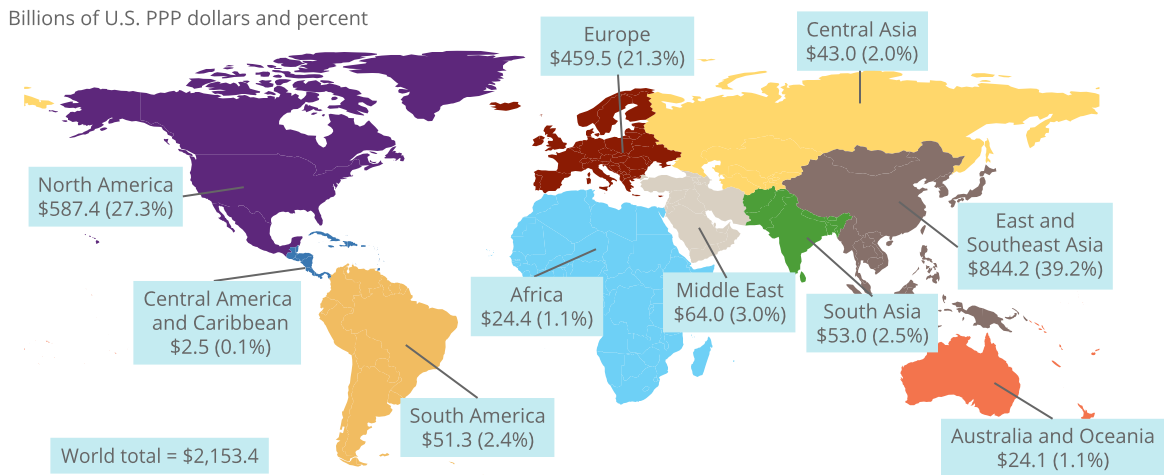 Billions of U.S. PPP dollars and percent
Europe
$459.5 (21.3%)
Central Asia
$43.0 (2.0%)
North America
$587.4 (27.3%)
East and
Southeast Asia
$844.2 (39.2%)
Central America
and Caribbean
$2.5 (0.1%)
Africa
$24.4 (1.1%)
Middle East
$64.0 (3.0%)
South Asia
$53.0 (2.5%)
South America
$51.3 (2.4%)
Australia and Oceania
$24.1 (1.1%)
World total = $2,153.4